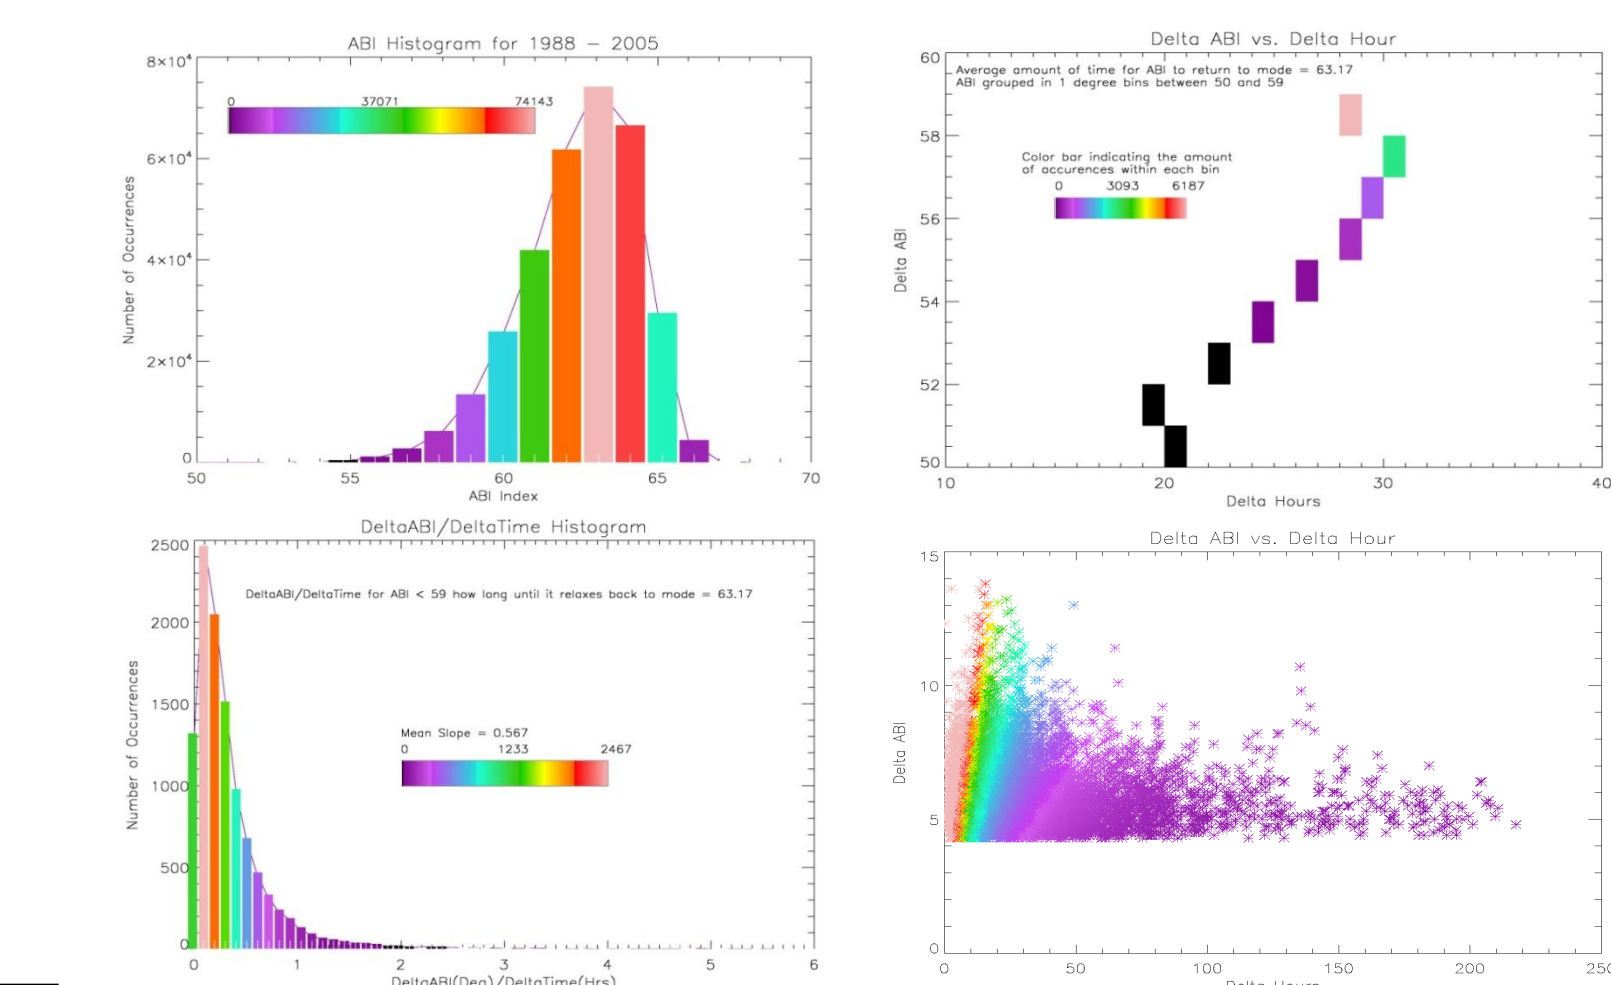 ABI Histogram for 1988 – 2005
8×10⁴
6×10⁴
4×10⁴
2×10⁴
0
0 37071 74143
Number of Occurrences
50 55 60 65 70
ABI Index
Delta ABI vs. Delta Hour
Average amount of time for ABI to return to mode = 63.17
ABI grouped in 1 degree bins between 50 and 59
Color bar indicating the amount
of accurences within each bin
0 3093 6187
60
58
56
54
52
50
Delta ABI
10 20 30 40
Delta Hours
DeltaABI/DeltaTime Histogram
DeltaABI/DeltaTime for ABI < 59 how long until it relaxes back to mode = 63.17
Mean Slope = 0.567
0 1233 2467
2500
2000
1500
1000
500
0
Number of Occurrences
0 1 2 3 4 5 6
DeltaABI(Deg)/DeltaTime(Hrs)
Delta ABI vs. Delta Hour
15
10
5
0
Delta ABI
0 50 100 150 200 250
Delta Hours